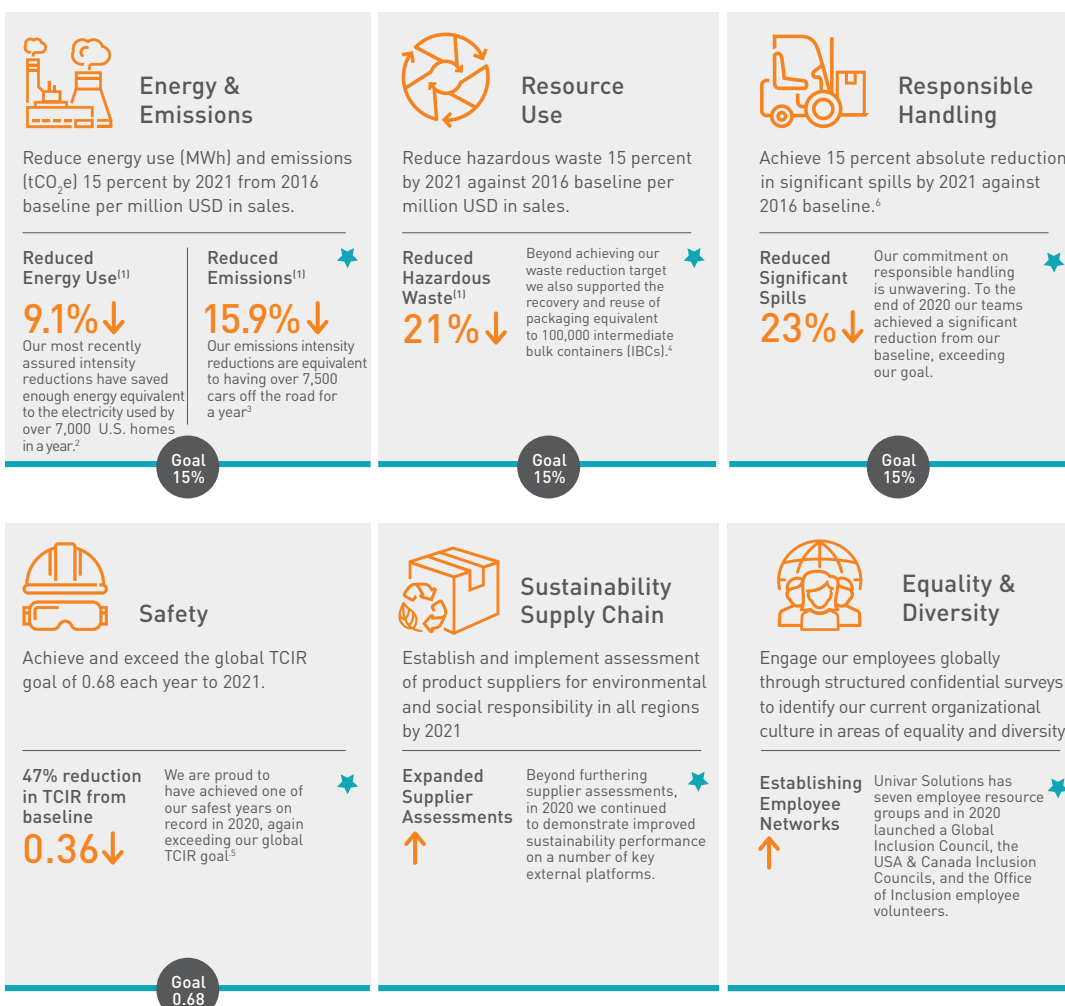 Energy &
Emissions
Reduce energy use (MWh) and emissions
(tCO₂e) 15 percent by 2021 from 2016
baseline per million USD in sales.
Reduced
Energy Use⁽¹⁾
9.1%
Our most recently
assured intensity
reductions have saved
enough energy equivalent
to the electricity used by
over 7,000 U.S. homes
in a year.²
Reduced
Emissions⁽¹⁾
15.9%
Our emissions intensity
reductions are equivalent
to having over 7,500
cars off the road for
a year³
Goal
15%
Resource
Use
Reduce hazardous waste 15 percent
by 2021 against 2016 baseline per
million USD in sales.
Reduced
Hazardous
Waste⁽¹⁾
21%
Beyond achieving our
waste reduction target
we also supported the
recovery and reuse of
packaging equivalent
to 100,000 intermediate
bulk containers (IBCs).⁴
Goal
15%
Responsible
Handling
Achieve 15 percent absolute reduction
in significant spills by 2021 against
2016 baseline.⁶
Reduced
Significant
Spills
23%
Our commitment on
responsible handling
is unwavering. To the
end of 2020 our teams
achieved a significant
reduction from our
baseline, exceeding
our goal.
Goal
15%
Safety
Achieve and exceed the global TCIR
goal of 0.68 each year to 2021.
47% reduction
in TCIR from
baseline
0.36
We are proud to
have achieved one of
our safest years on
record in 2020, again
exceeding our global
TCIR goal.⁵
Goal
0.68
Sustainability
Supply Chain
Establish and implement assessment
of product suppliers for environmental
and social responsibility in all regions
by 2021
Expanded
Supplier
Assessments
Beyond furthering
supplier assessments,
in 2020 we continued
to demonstrate improved
sustainability performance
on a number of key
external platforms.
Equality &
Diversity
Engage our employees globally
through structured confidential surveys
to identify our current organizational
culture in areas of equality and diversity
Establishing
Employee
Networks
Univar Solutions has
seven employee resource
groups and in 2020
launched a Global
Inclusion Council, the
USA & Canada Inclusion
Councils, and the Office
of Inclusion employee
volunteers.